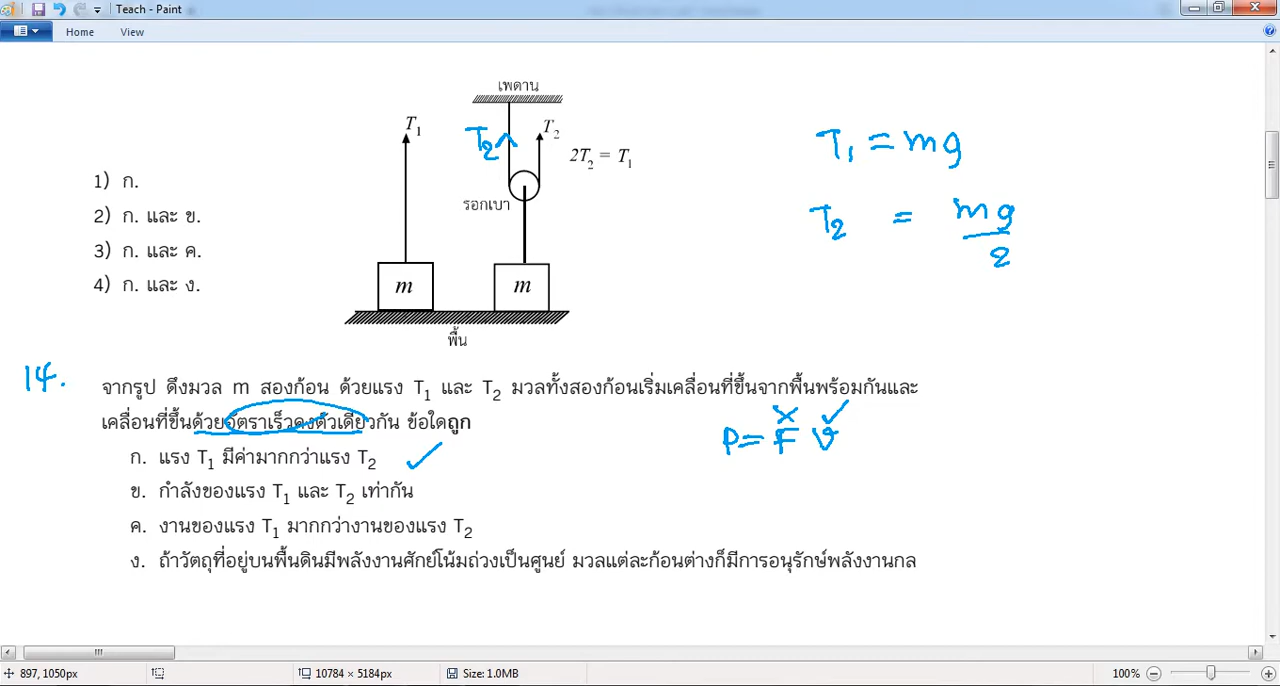 Teach - Paint
Home View
เพดาน
T1
T2
T2
2T2 = T1
T1 = mg
1) ก.
รอกเบา
T2 = mg
2
2) ก. และ ข.
3) ก. และ ค.
4) ก. และ ง.
m
m
พื้น
14.
จากรูป ดึงมวล m สองก้อน ด้วยแรง T1 และ T2 มวลทั้งสองก้อนเริ่มเคลื่อนที่ขึ้นจากพื้นพร้อมกันและ
เคลื่อนที่ขึ้นด้วยอัตราเร็วคงตัวเดียวกัน ข้อใดถูก
P = F v
ก. แรง T1 มีค่ามากกว่าแรง T2
ข. กำลังของแรง T1 และ T2 เท่ากัน
ค. งานของแรง T1 มากกว่างานของแรง T2
ง. ถ้าวัตถุที่อยู่บนพื้นดินมีพลังงานศักย์โน้มถ่วงเป็นศูนย์ มวลแต่ละก้อนต่างก็มีการอนุรักษ์พลังงานกล
897, 1050px 10784 × 5184px Size: 1.0MB 100%